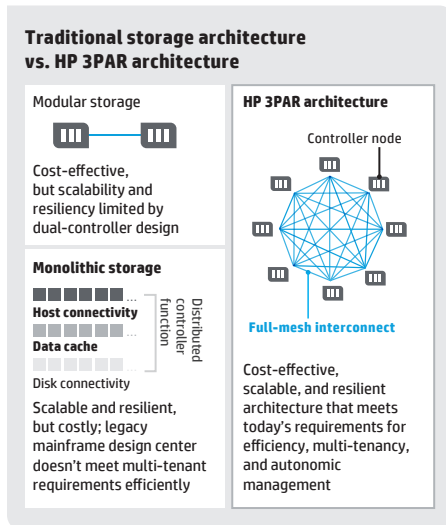 Traditional storage architecture
vs. HP 3PAR architecture
Modular storage
Cost-effective,
but scalability and
resiliency limited by
dual-controller design
Monolithic storage
...
Host connectivity
...
Data cache
...
Disk connectivity
Distributed
controller
function
Scalable and resilient,
but costly; legacy
mainframe design center
doesn't meet multi-tenant
requirements efficiently
HP 3PAR architecture
Controller node
Full-mesh interconnect
Cost-effective,
scalable, and resilient
architecture that meets
today's requirements for
efficiency, multi-tenancy,
and autonomic
management